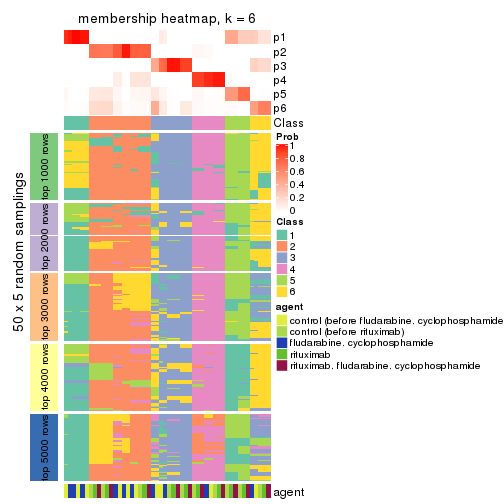 membership heatmap, k = 6
p1
p2
p3
p4
p5
p6
Class
50 x 5 random samplings
top 1000 rows
top 2000 rows
top 3000 rows
top 4000 rows
top 5000 rows
Prob
1
0.8
0.6
0.4
0.2
0
Class
1
2
3
4
5
6
agent
control (before fludarabine. cyclophosphamide
control (before rituximab)
fludarabine. cyclophosphamide
rituximab
rituximab. fludarabine. cyclophosphamide
agent